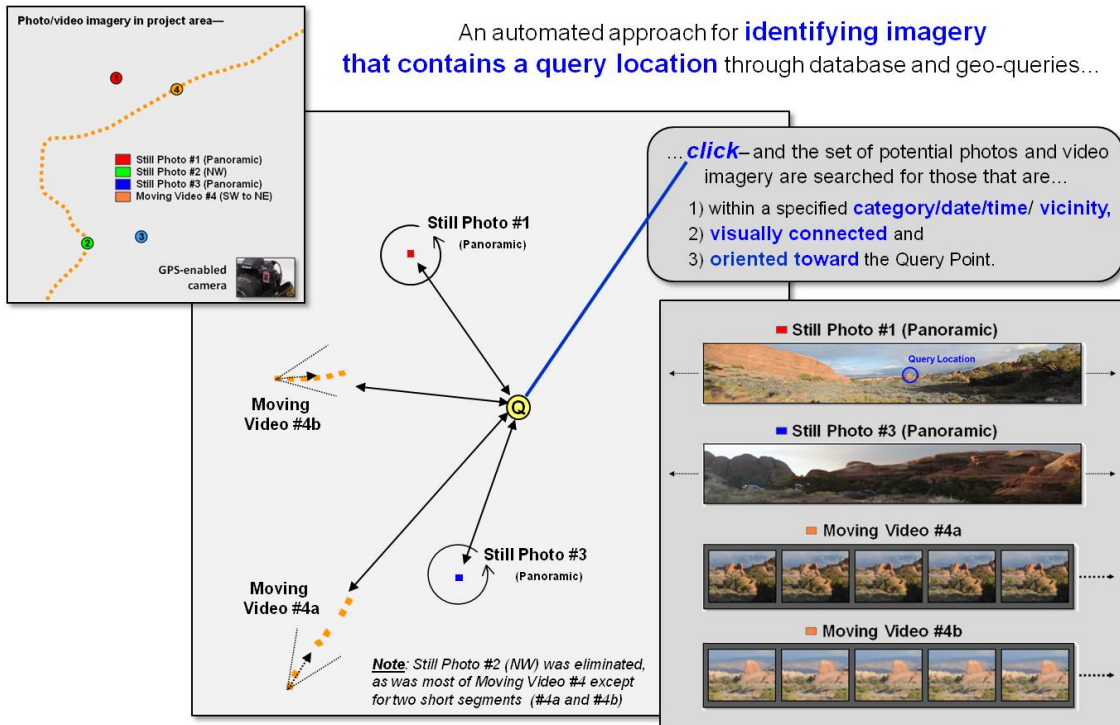 Photo/video imagery in project area—
1
4
Still Photo #1 (Panoramic)
Still Photo #2 (NW)
Still Photo #3 (Panoramic)
Moving Video #4 (SW to NE)
2
3
GPS-enabled
camera
An automated approach for identifying imagery
that contains a query location through database and geo-queries…
…click– and the set of potential photos and video
imagery are searched for those that are…
1) within a specified category/date/time/ vicinity,
2) visually connected and
3) oriented toward the Query Point.
Still Photo #1
(Panoramic)
Moving
Video #4b
Q
Still Photo #3
(Panoramic)
Moving
Video #4a
Note: Still Photo #2 (NW) was eliminated,
as was most of Moving Video #4 except
for two short segments (#4a and #4b)
Still Photo #1 (Panoramic)
Query Location
Still Photo #3 (Panoramic)
Moving Video #4a
Moving Video #4b